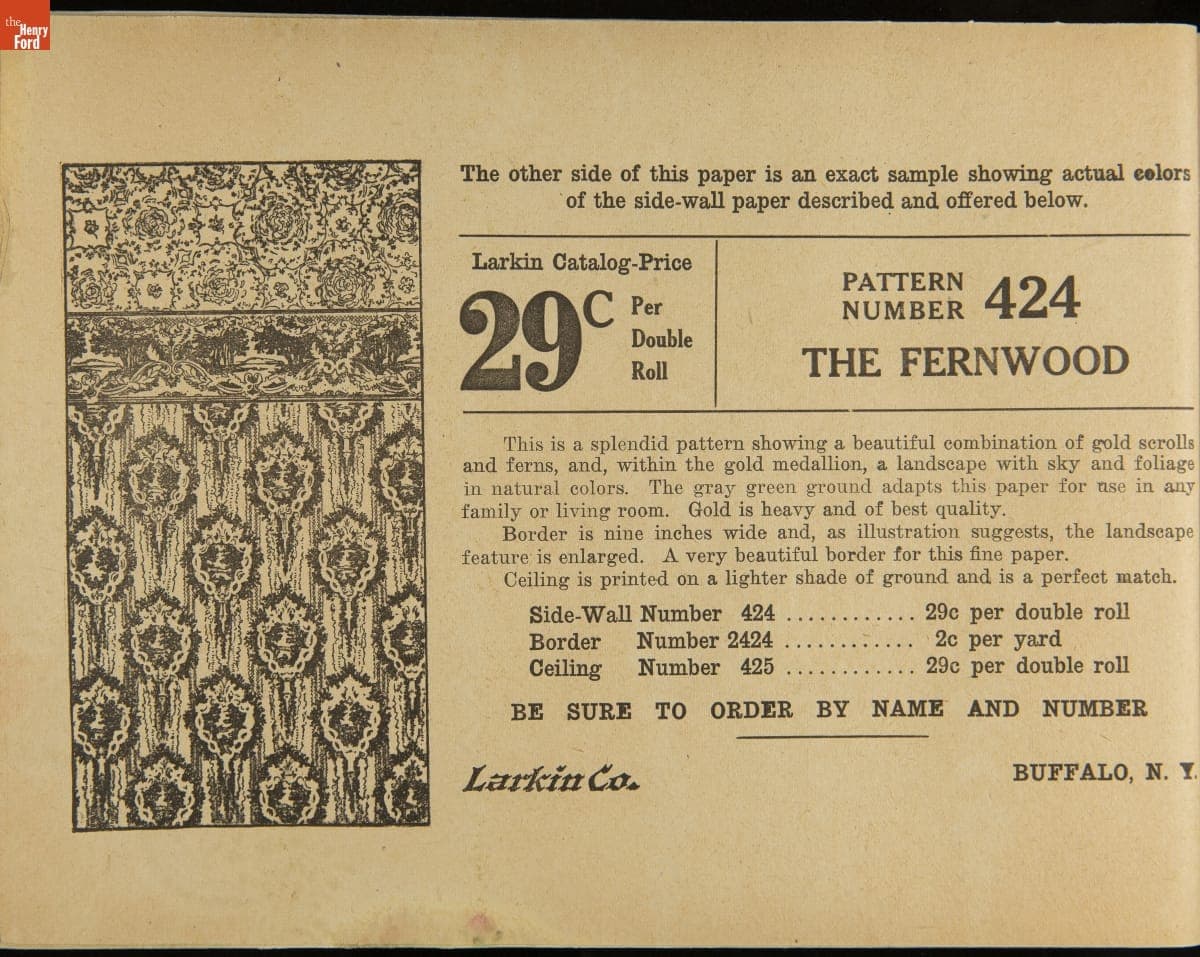 the
Henry
Ford
The other side of this paper is an exact sample showing actual colors
of the side-wall paper described and offered below.
Larkin Catalog-Price
29c Per
Double
Roll
PATTERN
NUMBER 424
THE FERNWOOD
This is a splendid pattern showing a beautiful combination of gold scrolls
and ferns, and, within the gold medallion, a landscape with sky and foliage
in natural colors. The gray green ground adapts this paper for use in any
family or living room. Gold is heavy and of best quality.
Border is nine inches wide and, as illustration suggests, the landscape
feature is enlarged. A very beautiful border for this fine paper.
Ceiling is printed on a lighter shade of ground and is a perfect match.
Side-Wall Number 424 ............ 29c per double roll
Border Number 2424 ............ 2c per yard
Ceiling Number 425 ............ 29c per double roll
BE SURE TO ORDER BY NAME AND NUMBER
Larkin Co.
BUFFALO, N. Y.